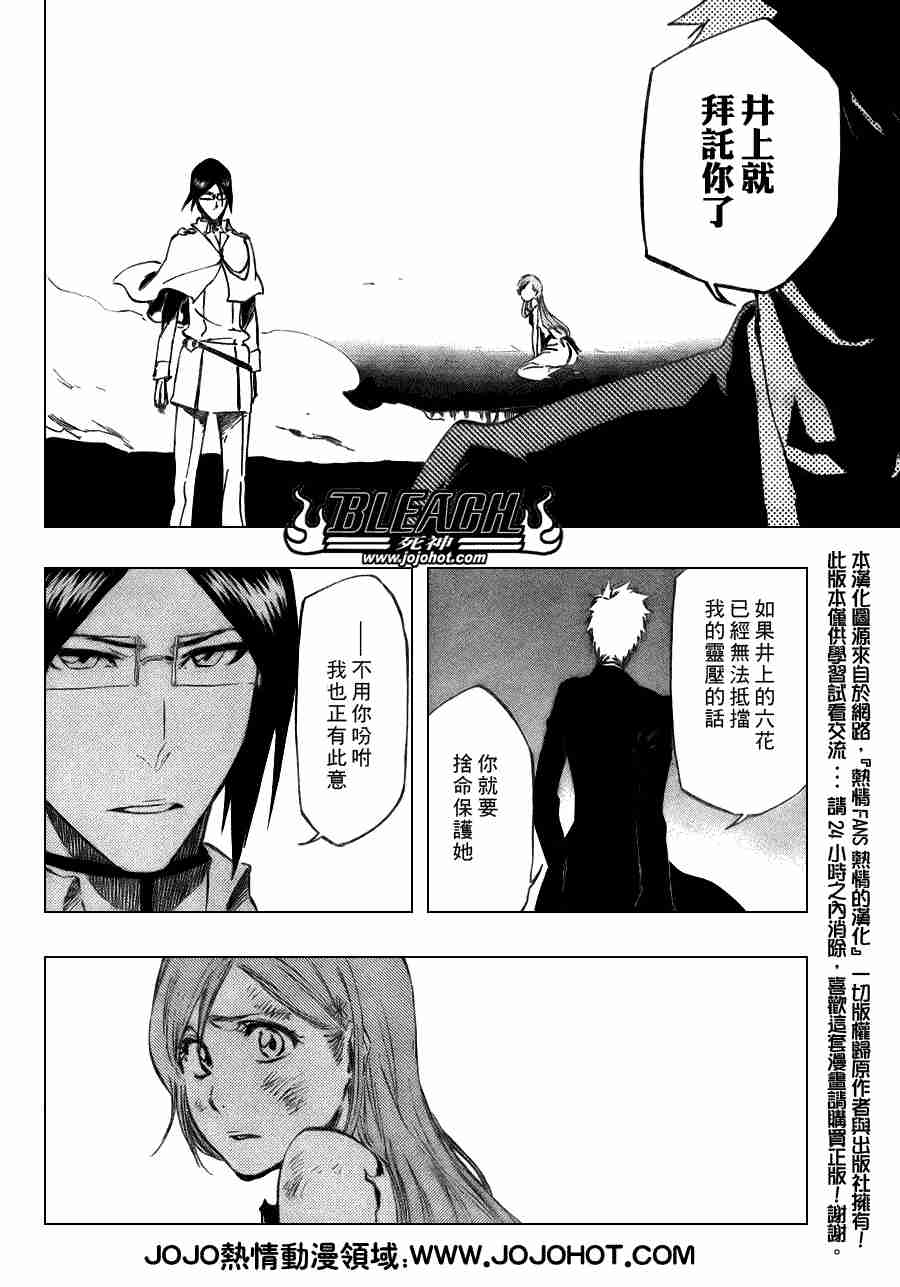 井上就
拜託你了
BLEACH
死神
www.jojohot.com
如果井上的六花
已經無法抵擋
我的靈壓的話
你就要
捨命保護她
——不用你吩咐
我也正有此意
本漢化圖源來自於網路，『熱情FANS熱情的漢化』一切版權歸原作者與出版社擁有！
此版本僅供學習試看交流…請24小時之內消除，喜歡這套漫畫請購買正版！謝謝。
JOJO熱情動漫領域:WWW.JOJOHOT.COM